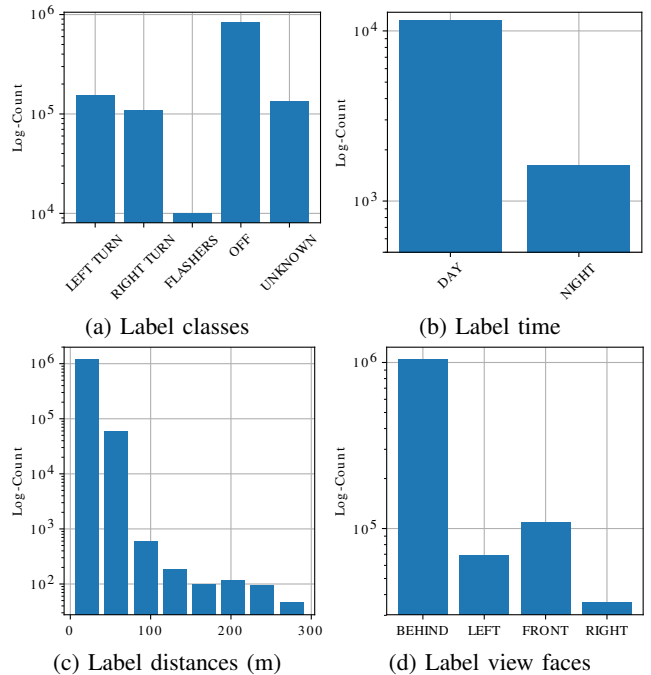 10^6
10^5
10^4
Log-Count
LEFT TURN
RIGHT TURN
FLASHERS
OFF
UNKNOWN
(a) Label classes
10^4
10^3
Log-Count
DAY
NIGHT
(b) Label time
10^6
10^5
10^4
10^3
10^2
Log-Count
0 100 200 300
(c) Label distances (m)
10^6
10^5
Log-Count
BEHIND LEFT FRONT RIGHT
(d) Label view faces